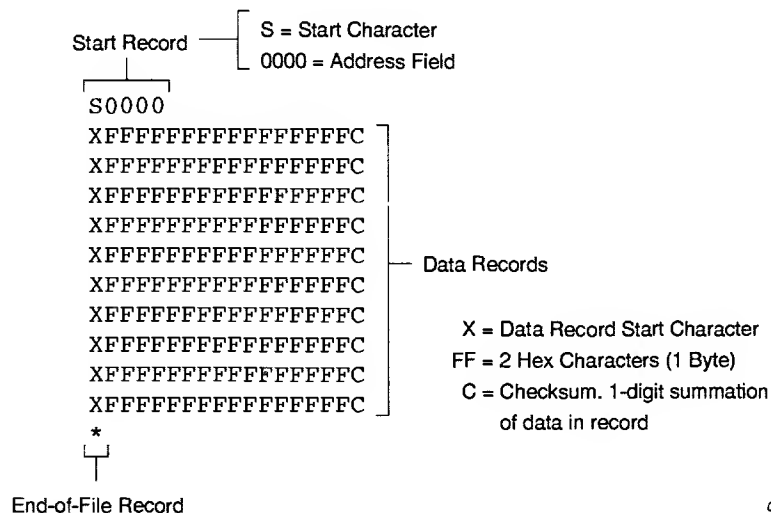 Start Record
S = Start Character
0000 = Address Field
S0000
XFFFFFFFFFFFFFFFFC
XFFFFFFFFFFFFFFFFC
XFFFFFFFFFFFFFFFFC
XFFFFFFFFFFFFFFFFC
XFFFFFFFFFFFFFFFFC
XFFFFFFFFFFFFFFFFC
XFFFFFFFFFFFFFFFFC
XFFFFFFFFFFFFFFFFC
XFFFFFFFFFFFFFFFFC
XFFFFFFFFFFFFFFFFC
*
Data Records
X = Data Record Start Character
FF = 2 Hex Characters (1 Byte)
C = Checksum. 1-digit summation
of data in record
End-of-File Record